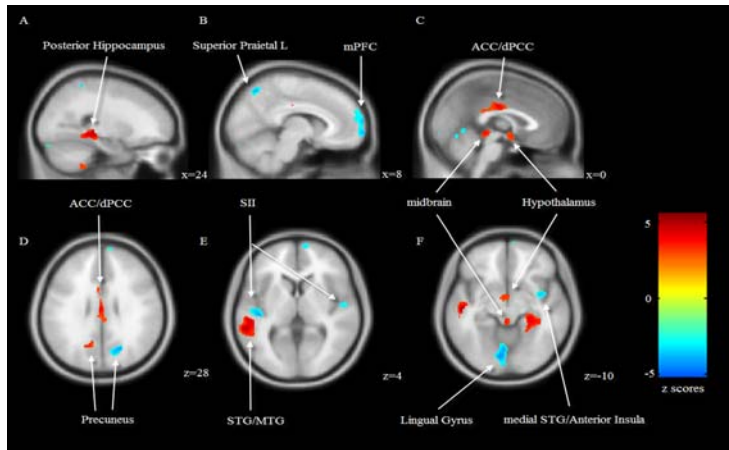 A
B
C
Posterior Hippocampus
Superior Praietal L
mPFC
ACC/dPCC
x=24
x=8
x=0
ACC/dPCC
SII
midbrain
Hypothalamus
D
E
F
5
0
-5
z=28
z=4
z=-10
z scores
Precuneus
STG/MTG
Lingual Gyrus
medial STG/Anterior Insula